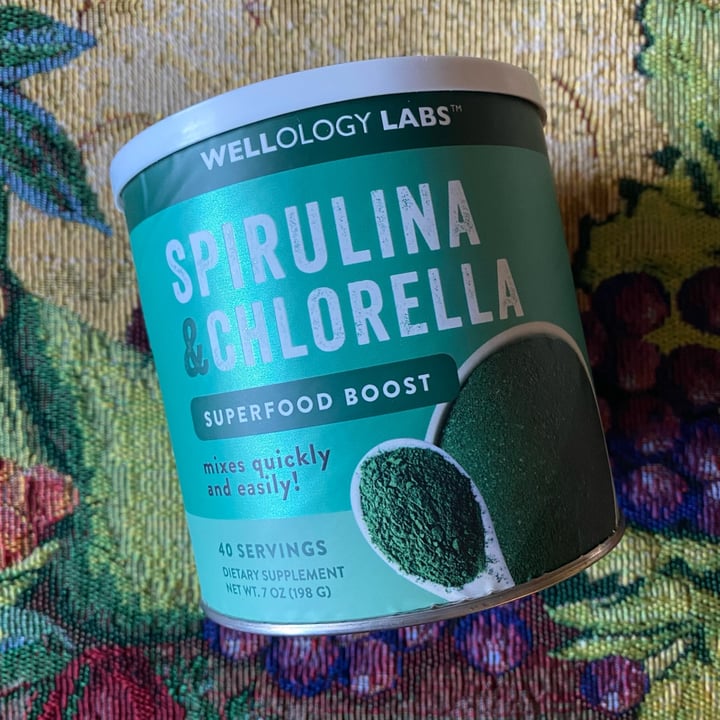 WELLOLOGY LABS™
SPIRULINA
& CHLORELLA
SUPERFOOD BOOST
mixes quickly
and easily!
40 SERVINGS
DIETARY SUPPLEMENT
NET WT. 7 OZ (198 G)